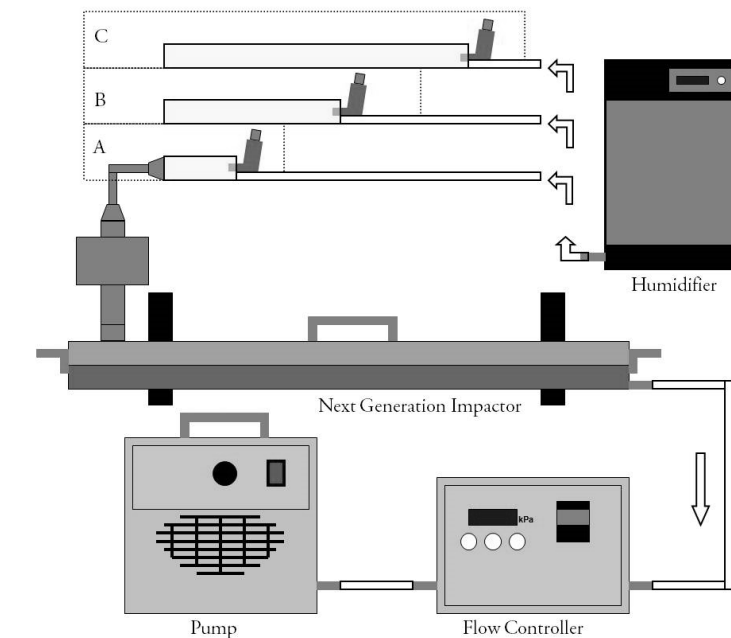 C
B
A
Humidifier
Next Generation Impactor
kPa
Pump
Flow Controller